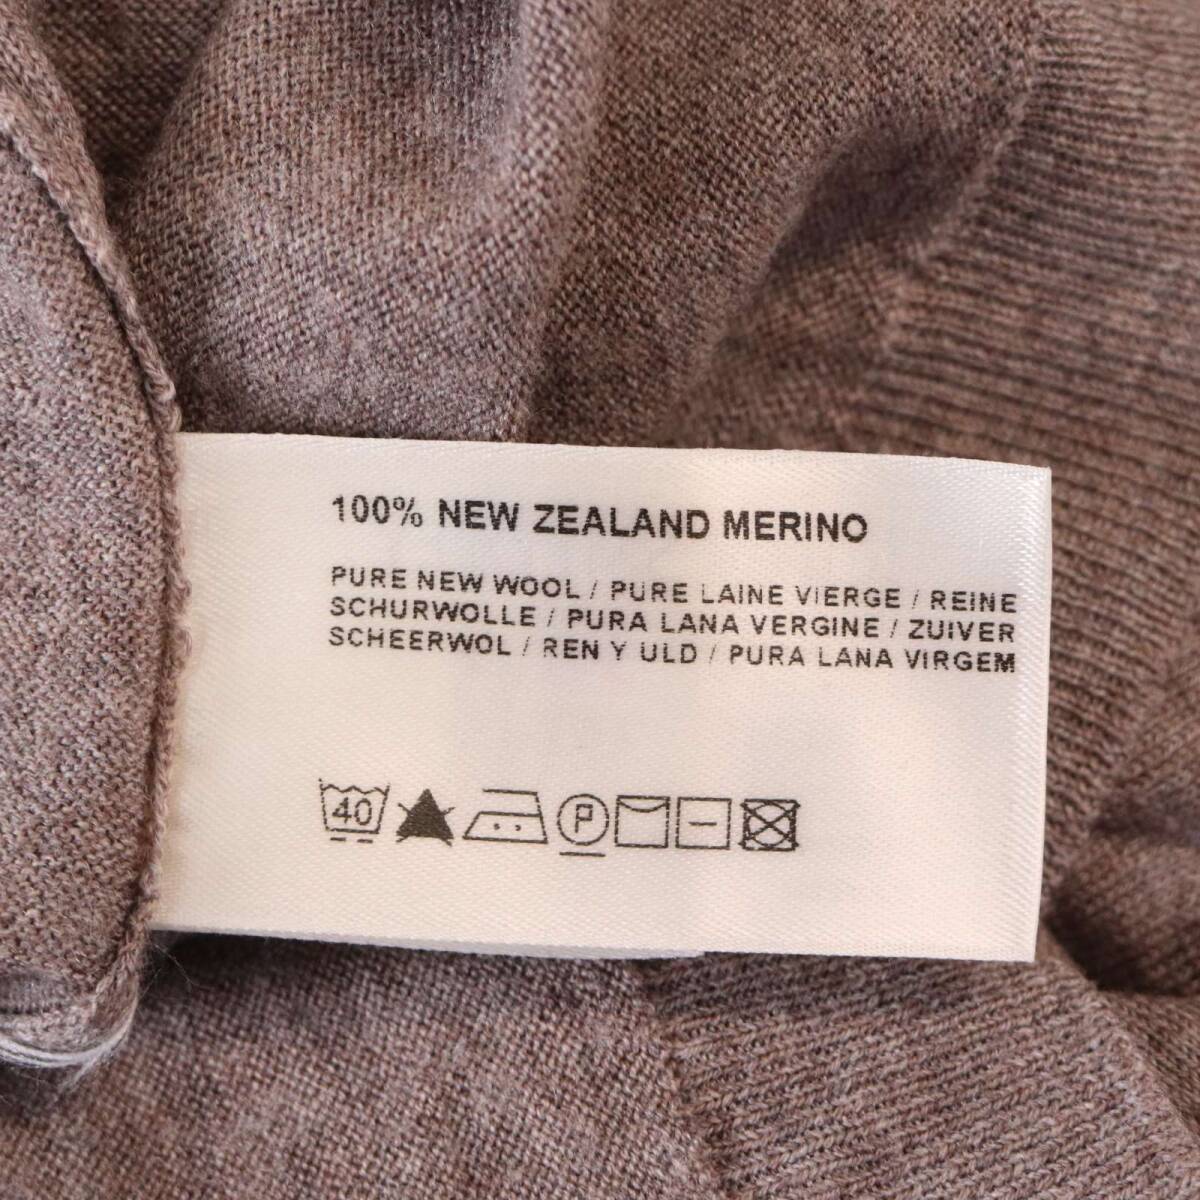 100% NEW ZEALAND MERINO
PURE NEW WOOL / PURE LAINE VIERGE / REINE
SCHURWOLLE / PURA LANA VERGINE / ZUIVER
SCHEERWOL / REN Y ULD / PURA LANA VIRGEM
40 P